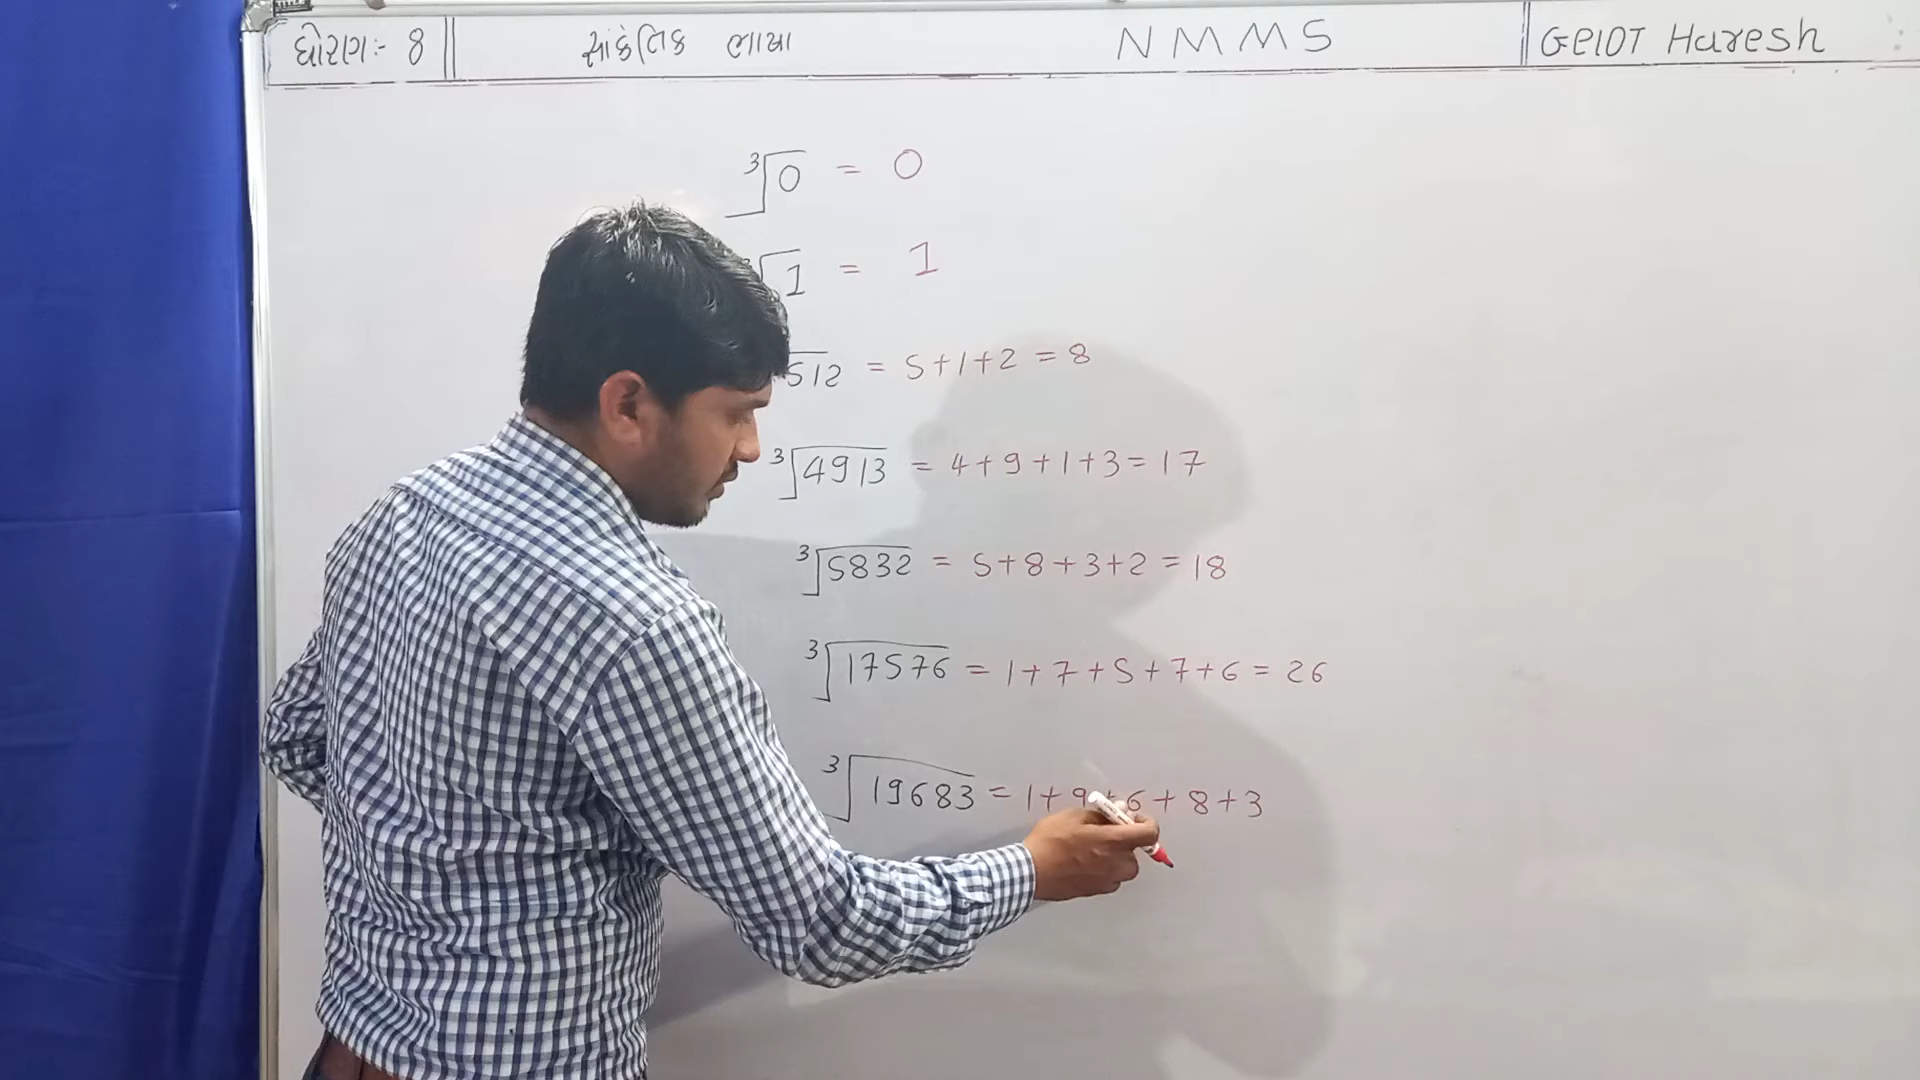 ધોરણ:- 8 || સાંકેતિક ભાષા NMMS || GEIOT Haresh
³√0 = 0
√1 = 1
512 = 5+1+2 = 8
³√4913 = 4+9+1+3=17
³√5832 = 5+8+3+2=18
³√17576 = 1+7+5+7+6=26
³√19683 = 1+9+6+8+3